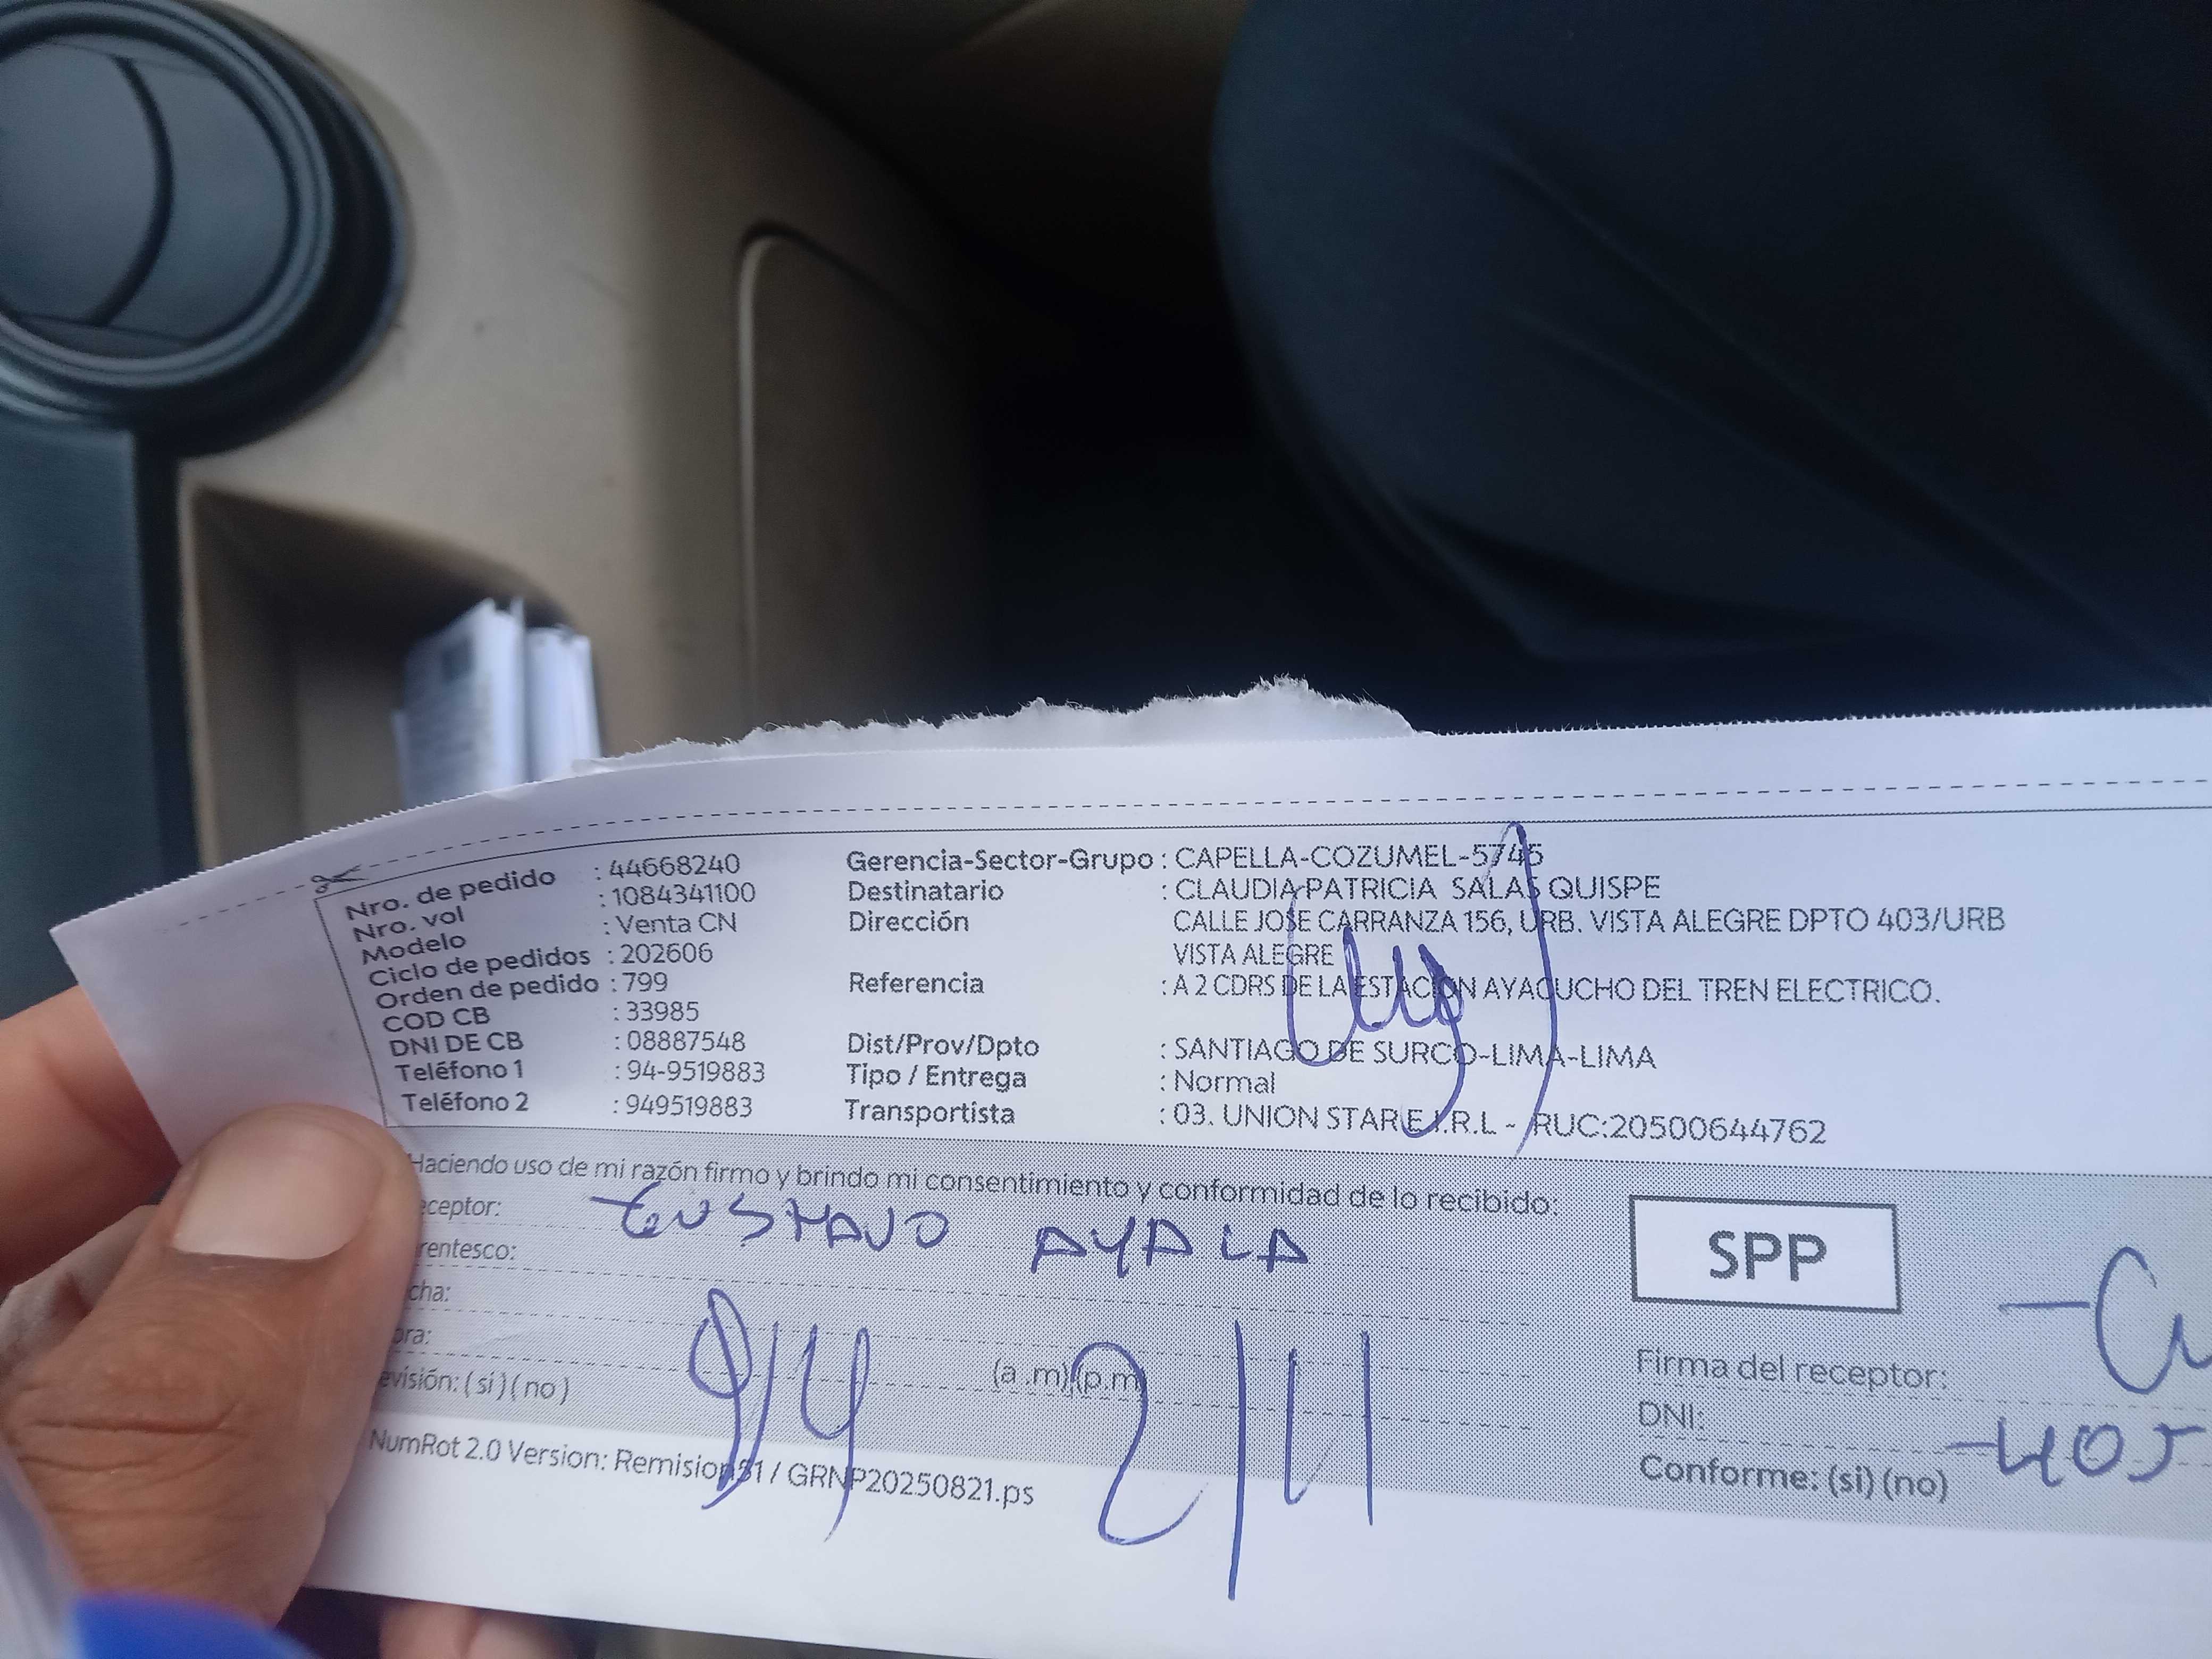 Nro. de pedido : 44668240
Nro. vol : 1084341100
Modelo : Venta CN
Ciclo de pedidos : 202606
Orden de pedido : 799
COD CB : 33985
DNI DE CB : 08887548
Teléfono 1 : 94-9519883
Teléfono 2 : 949519883
Gerencia-Sector-Grupo : CAPELLA-COZUMEL-5745
Destinatario : CLAUDIA PATRICIA SALAS QUISPE
Dirección CALLE JOSE CARRANZA 156, URB. VISTA ALEGRE DPTO 403/URB
VISTA ALEGRE
Referencia : A 2 CDRS DE LA ESTACION AYACUCHO DEL TREN ELECTRICO.
Dist/Prov/Dpto : SANTIAGO DE SURCO-LIMA-LIMA
Tipo / Entrega : Normal
Transportista : 03. UNION STAR E.I.R.L - RUC:20500644762
Haciendo uso de mi razón firmo y brindo mi consentimiento y conformidad de lo recibido:
eceptor: GUSTAVO AYALA
rentesco:
cha:
ora: (a .m) (p.m
evisión: ( si ) ( no )
SPP
Firma del receptor:
DNI: 405
Conforme: (si) (no)
NumRot 2.0 Version: Remision51 / GRNP20250821.ps